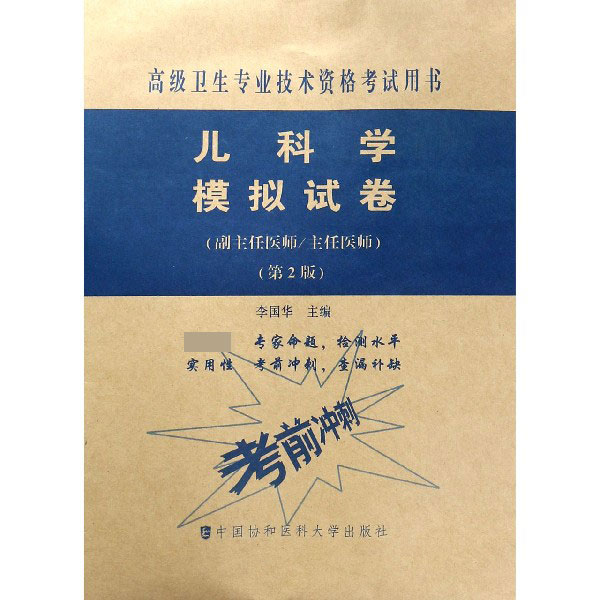 高级卫生专业技术资格考试用书
儿科学
模拟试卷
(副主任医师/主任医师)
(第2版)
李国华 主编
专家命题,检测水平
实用性 考前冲刺,查漏补缺
考前冲刺
中国协和医科大学出版社